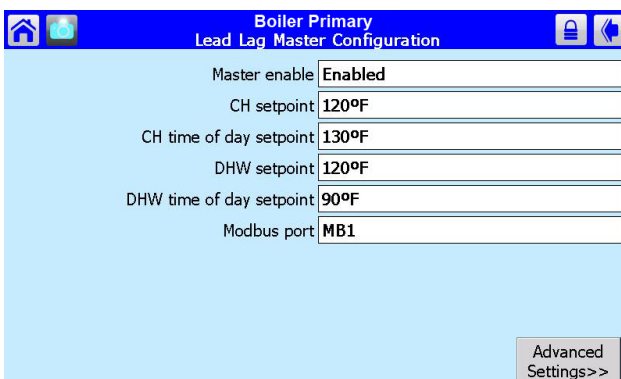 Boiler Primary
Lead Lag Master Configuration
Master enable Enabled
CH setpoint 120ºF
CH time of day setpoint 130ºF
DHW setpoint 120ºF
DHW time of day setpoint 90ºF
Modbus port MB1
Advanced
Settings>>